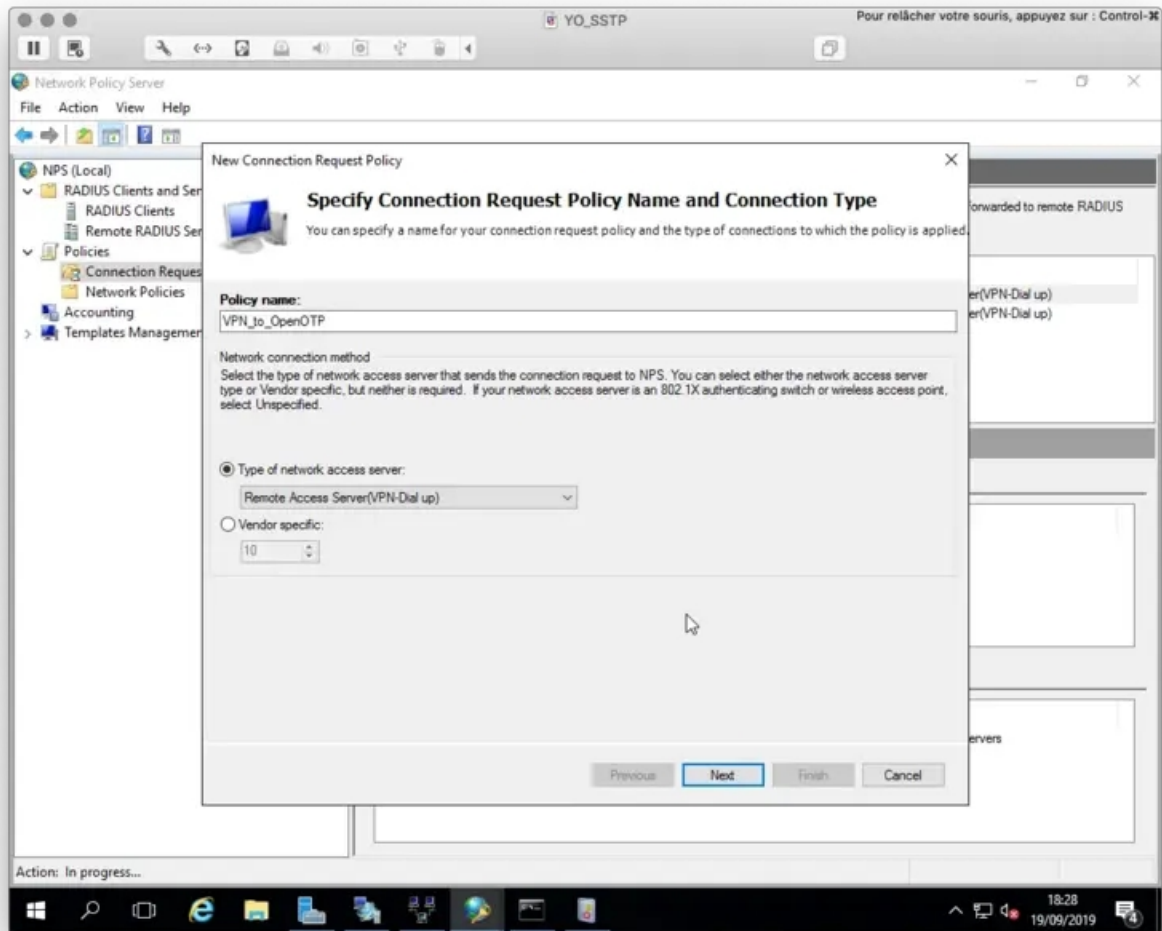 YO_SSTP
Pour relâcher votre souris, appuyez sur : Control-⌘
Network Policy Server
File Action View Help
NPS (Local)
RADIUS Clients and Ser
RADIUS Clients
Remote RADIUS Ser
Policies
Connection Reques
Network Policies
Accounting
Templates Managemer
New Connection Request Policy
Specify Connection Request Policy Name and Connection Type
You can specify a name for your connection request policy and the type of connections to which the policy is applied.
Policy name:
VPN_to_OpenOTP
Network connection method
Select the type of network access server that sends the connection request to NPS. You can select either the network access server
type or Vendor specific, but neither is required. If your network access server is an 802.1X authenticating switch or wireless access point,
select Unspecified.
Type of network access server:
Remote Access Server(VPN-Dial up)
Vendor specific:
10
Previous Next Finish Cancel
forwarded to remote RADIUS
er(VPN-Dial up)
er(VPN-Dial up)
ervers
Action: In progress...
18:28
19/09/2019
4